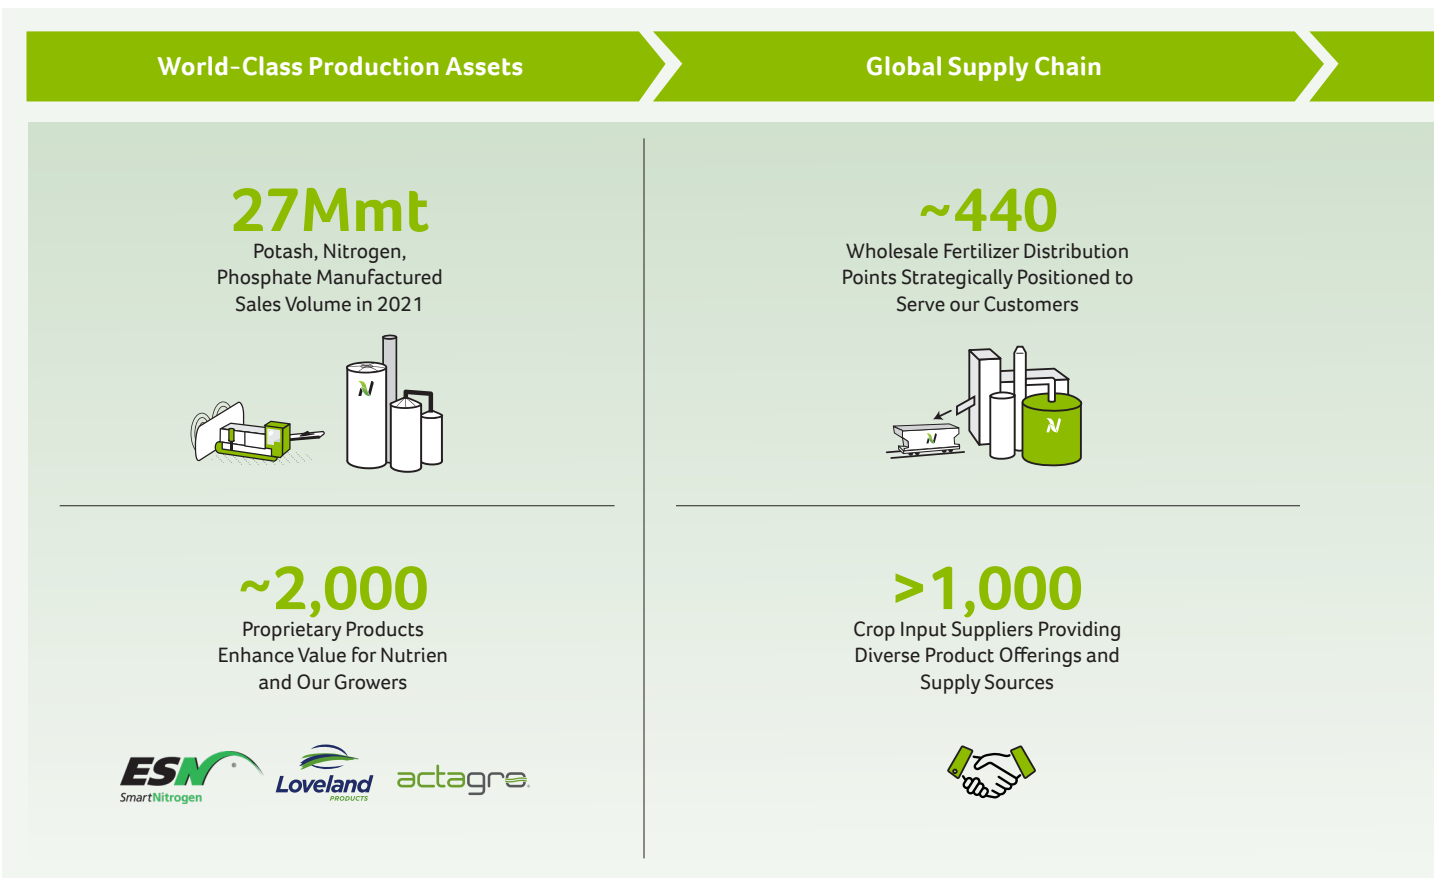 World-Class Production Assets
Global Supply Chain
27Mmt
Potash, Nitrogen,
Phosphate Manufactured
Sales Volume in 2021
~440
Wholesale Fertilizer Distribution
Points Strategically Positioned to
Serve our Customers
~2,000
Proprietary Products
Enhance Value for Nutrien
and Our Growers
ESN
SmartNitrogen
Loveland
PRODUCTS
actagro
>1,000
Crop Input Suppliers Providing
Diverse Product Offerings and
Supply Sources